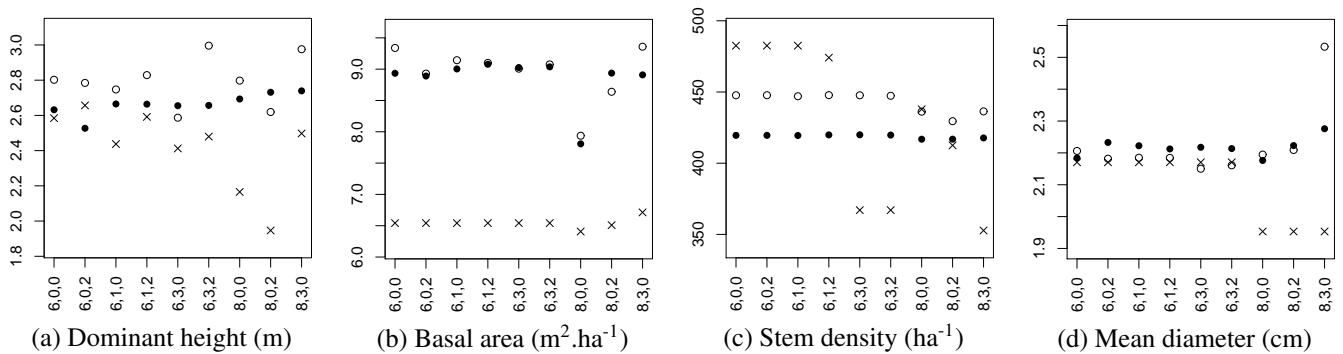 3.0
2.8
2.6
2.4
2.2
2.0
1.8
6,0,0 6,0,2 6,1,0 6,1,2 6,3,0 6,3,2 8,0,0 8,0,2 8,3,0
(a) Dominant height (m)
9.0
8.0
7.0
6.0
6,0,0 6,0,2 6,1,0 6,1,2 6,3,0 6,3,2 8,0,0 8,0,2 8,3,0
(b) Basal area (m².ha⁻¹)
500
450
400
350
6,0,0 6,0,2 6,1,0 6,1,2 6,3,0 6,3,2 8,0,0 8,0,2 8,3,0
(c) Stem density (ha⁻¹)
2.5
2.3
2.1
1.9
6,0,0 6,0,2 6,1,0 6,1,2 6,3,0 6,3,2 8,0,0 8,0,2 8,3,0
(d) Mean diameter (cm)